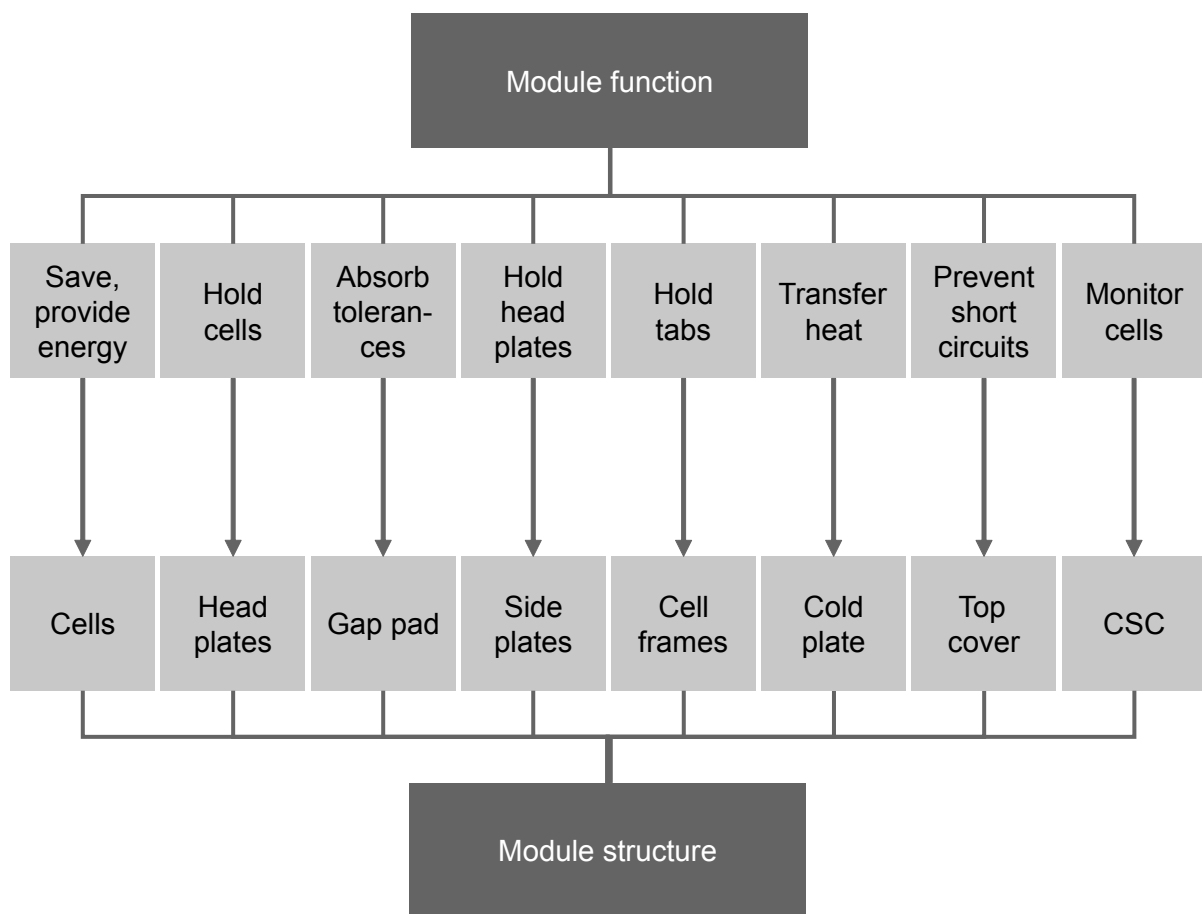 Module function
Save,
provide
energy
Hold
cells
Absorb
toleran-
ces
Hold
head
plates
Hold
tabs
Transfer
heat
Prevent
short
circuits
Monitor
cells
Cells
Head
plates
Gap pad
Side
plates
Cell
frames
Cold
plate
Top
cover
CSC
Module structure